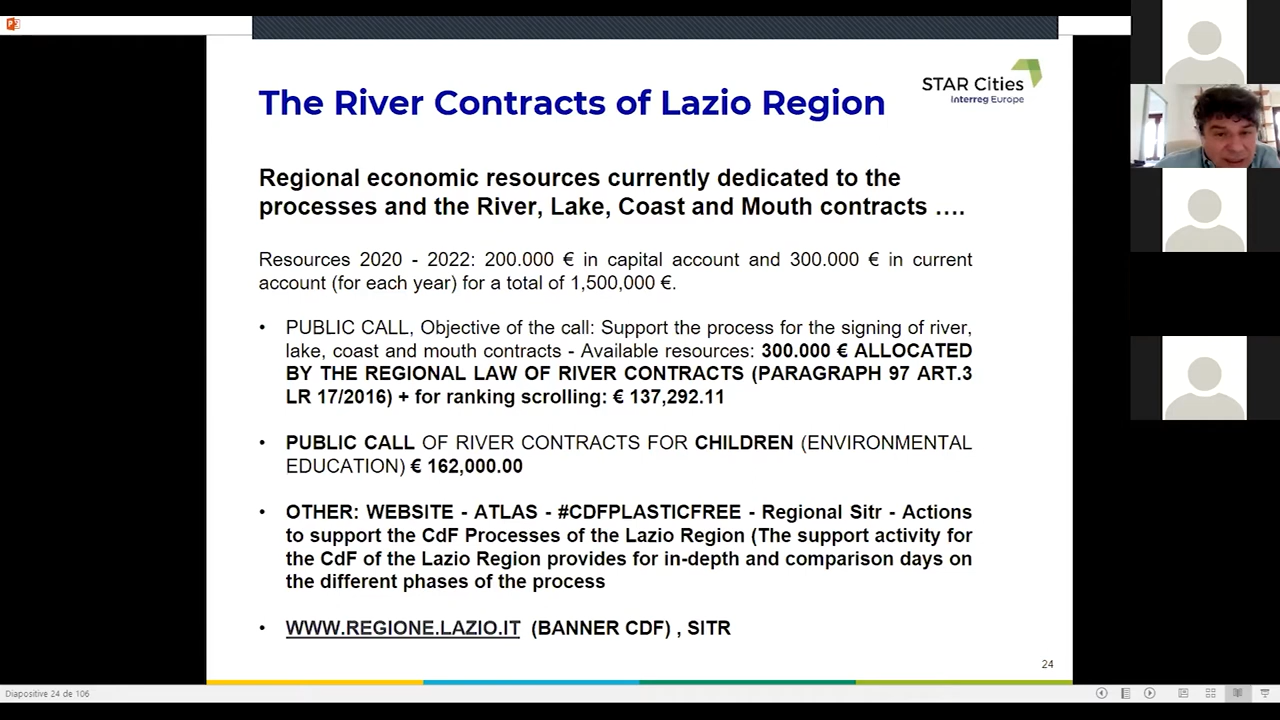 STAR Cities
Interreg Europe
The River Contracts of Lazio Region
Regional economic resources currently dedicated to the
processes and the River, Lake, Coast and Mouth contracts ….
Resources 2020 - 2022: 200.000 € in capital account and 300.000 € in current
account (for each year) for a total of 1,500,000 €.
• PUBLIC CALL, Objective of the call: Support the process for the signing of river,
lake, coast and mouth contracts - Available resources: 300.000 € ALLOCATED
BY THE REGIONAL LAW OF RIVER CONTRACTS (PARAGRAPH 97 ART.3
LR 17/2016) + for ranking scrolling: € 137,292.11
• PUBLIC CALL OF RIVER CONTRACTS FOR CHILDREN (ENVIRONMENTAL
EDUCATION) € 162,000.00
• OTHER: WEBSITE - ATLAS - #CDFPLASTICFREE - Regional Sitr - Actions
to support the CdF Processes of the Lazio Region (The support activity for
the CdF of the Lazio Region provides for in-depth and comparison days on
the different phases of the process
• WWW.REGIONE.LAZIO.IT (BANNER CDF) , SITR
24
Diapositive 24 de 106